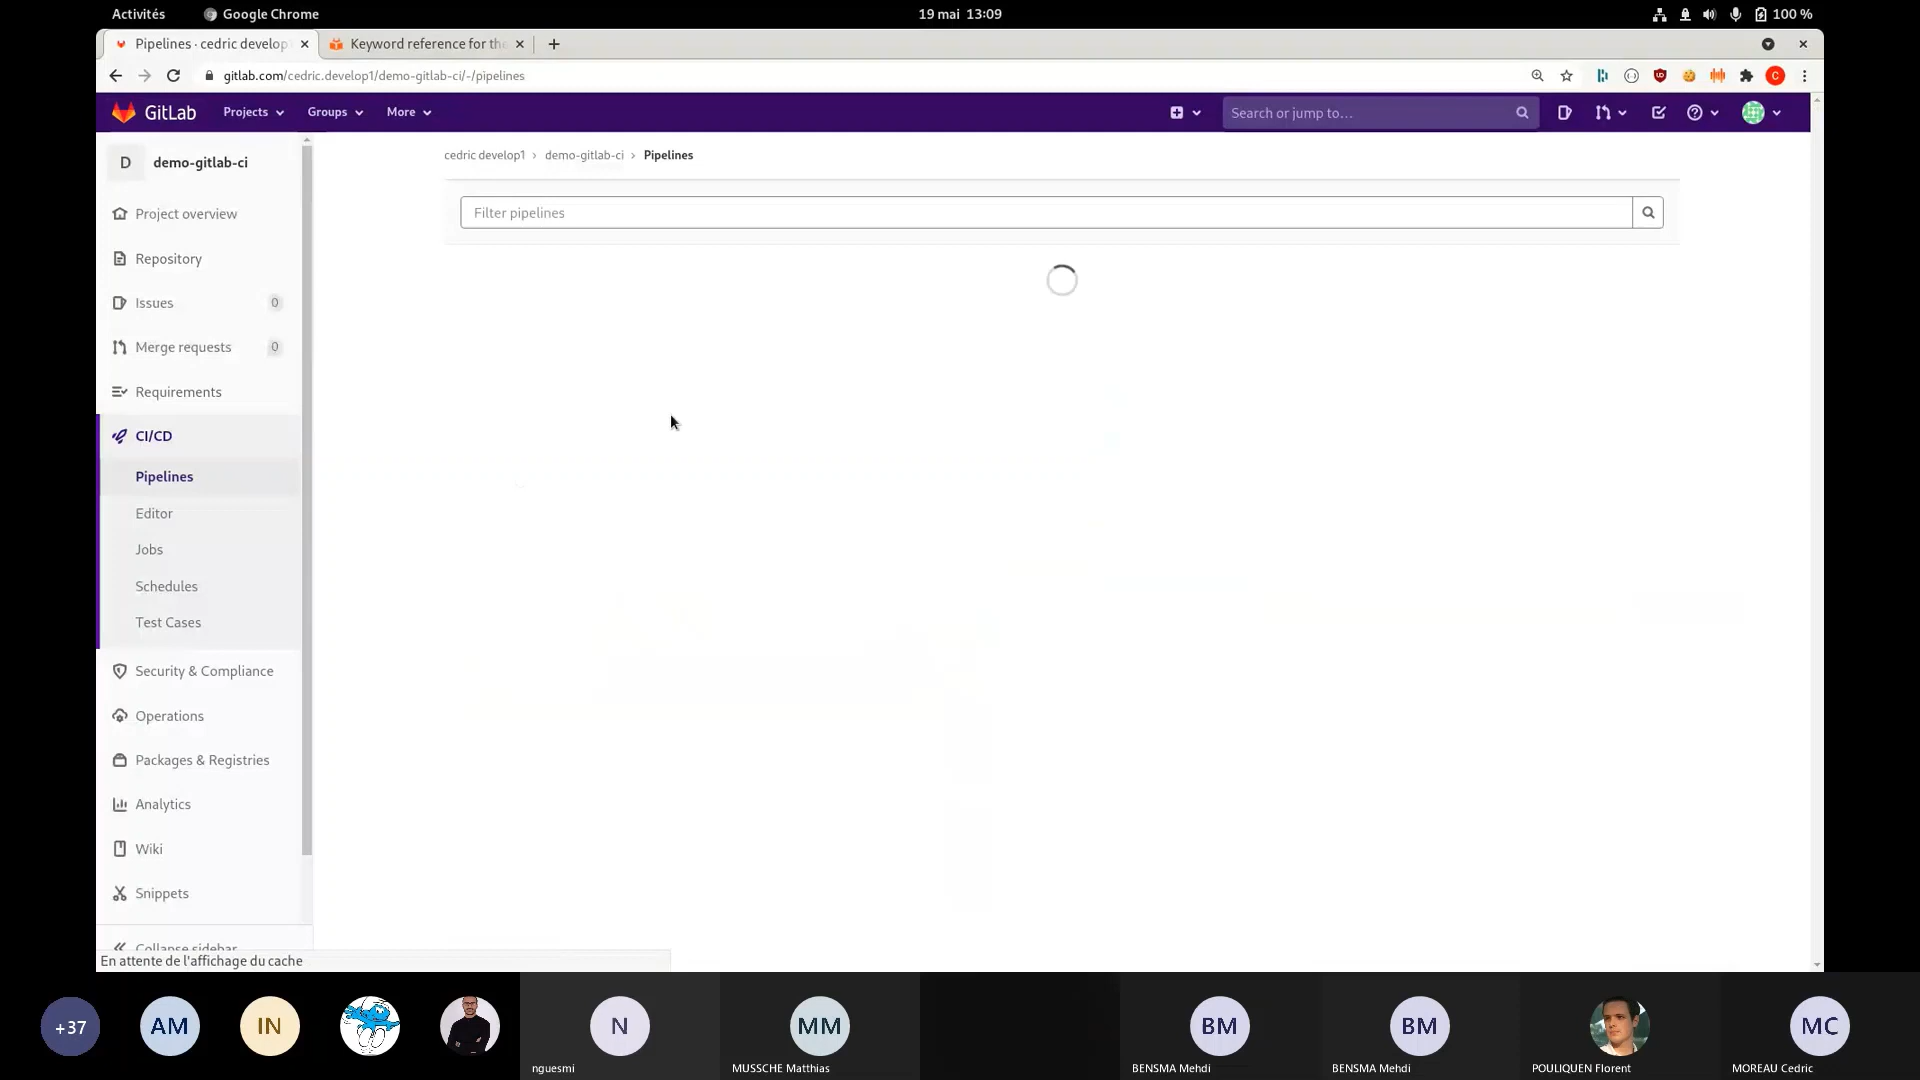 Activités
Google Chrome
19 mai 13:09
100 %
Pipelines · cedric develop
Keyword reference for the
gitlab.com/cedric.develop1/demo-gitlab-ci/-/pipelines
C
GitLab
Projects
Groups
More
Search or jump to...
D
demo-gitlab-ci
cedric develop1 › demo-gitlab-ci › Pipelines
Filter pipelines
Project overview
Repository
Issues 0
Merge requests 0
Requirements
CI/CD
Pipelines
Editor
Jobs
Schedules
Test Cases
Security & Compliance
Operations
Packages & Registries
Analytics
Wiki
Snippets
Collapse sidebar
En attente de l'affichage du cache
+37
AM
IN
N
MM
BM
BM
MC
nguesmi
MUSSCHE Matthias
BENSMA Mehdi
BENSMA Mehdi
POULIQUEN Florent
MOREAU Cedric